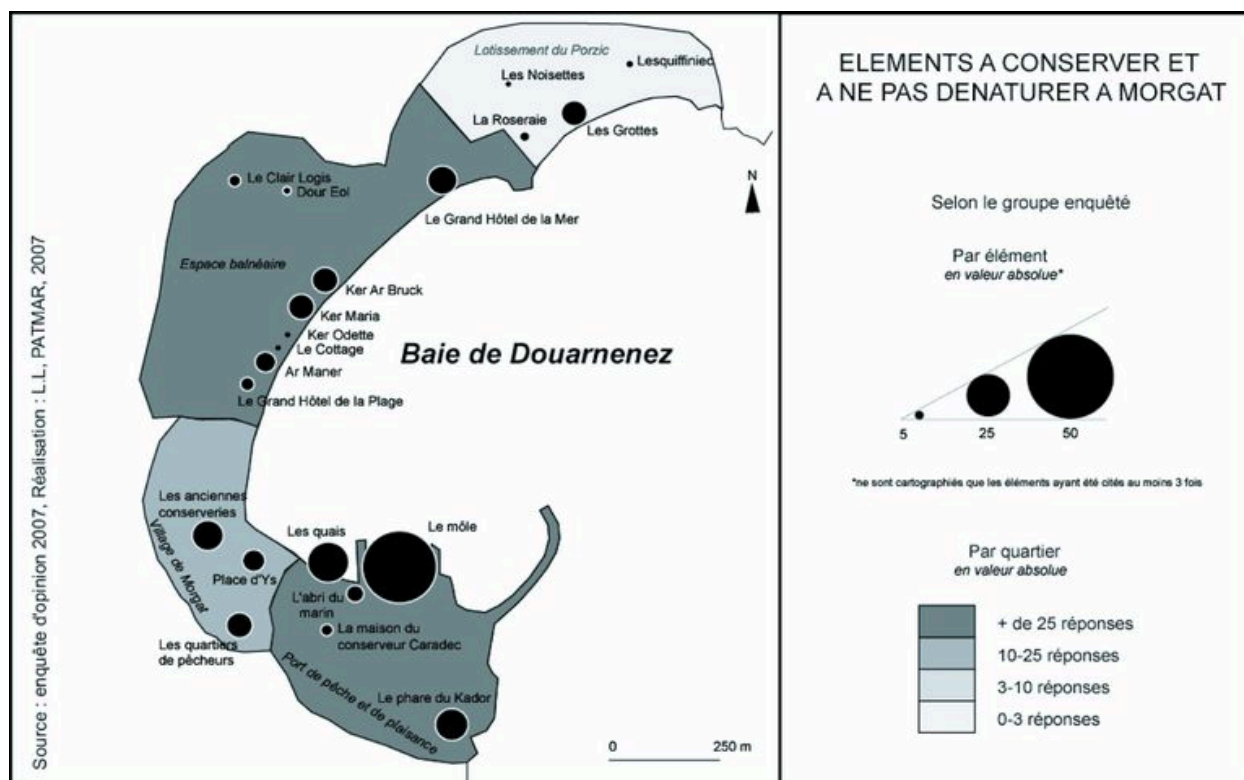 Lotissement du Porzic
Lesquiffiniec
Les Noisettes
La Roseraie
Les Grottes
Le Clair Logis
Dour Eol
Le Grand Hôtel de la Mer
N
Espace balnéaire
Ker Ar Bruck
Ker Maria
Ker Odette
Le Cottage
Ar Maner
Le Grand Hôtel de la Plage
Baie de Douarnenez
Les anciennes
conserveries
Village de Morgat
Place d'Ys
Les quartiers
de pêcheurs
Les quais
Le môle
L'abri du
marin
La maison du
conserveur Caradec
Port de pêche et de plaisance
Le phare du Kador
0 250 m
Source : enquête d'opinion 2007, Réalisation : L.L, PATMAR, 2007
ELEMENTS A CONSERVER ET
A NE PAS DENATURER A MORGAT
Selon le groupe enquêté
Par élément
en valeur absolue*
5 25 50
*ne sont cartographiés que les éléments ayant été cités au moins 3 fois
Par quartier
en valeur absolue
+ de 25 réponses
10-25 réponses
3-10 réponses
0-3 réponses